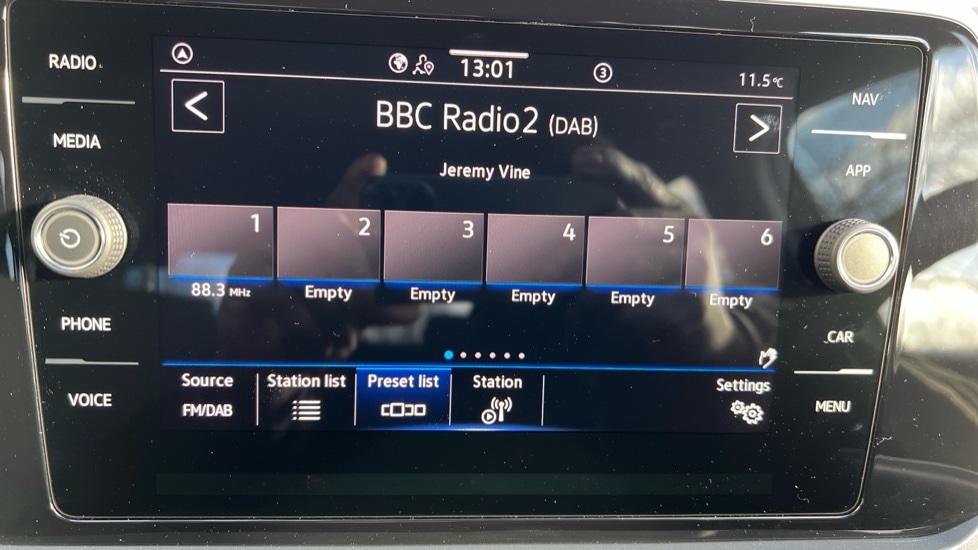 RADIO
MEDIA
PHONE
VOICE
13:01
3
11.5°C
<
BBC Radio2 (DAB)
>
Jeremy Vine
1 2 3 4 5 6
88.3 MHz Empty Empty Empty Empty Empty
Source Station list Preset list Station Settings
FM/DAB
NAV
APP
CAR
MENU